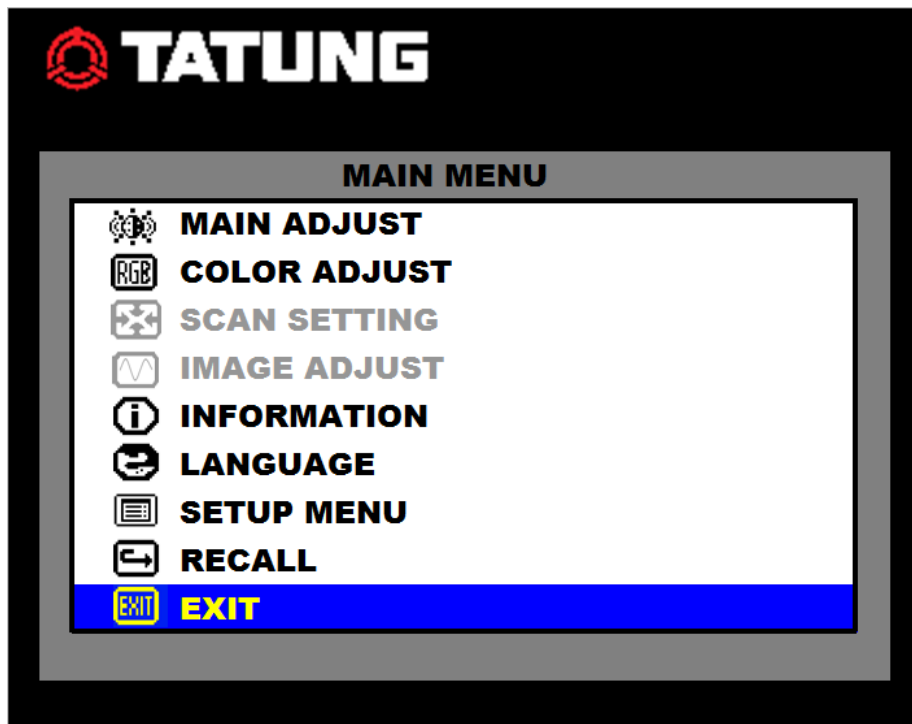 TATUNG
MAIN MENU
MAIN ADJUST
RGB COLOR ADJUST
SCAN SETTING
IMAGE ADJUST
i INFORMATION
LANGUAGE
SETUP MENU
RECALL
EXIT EXIT